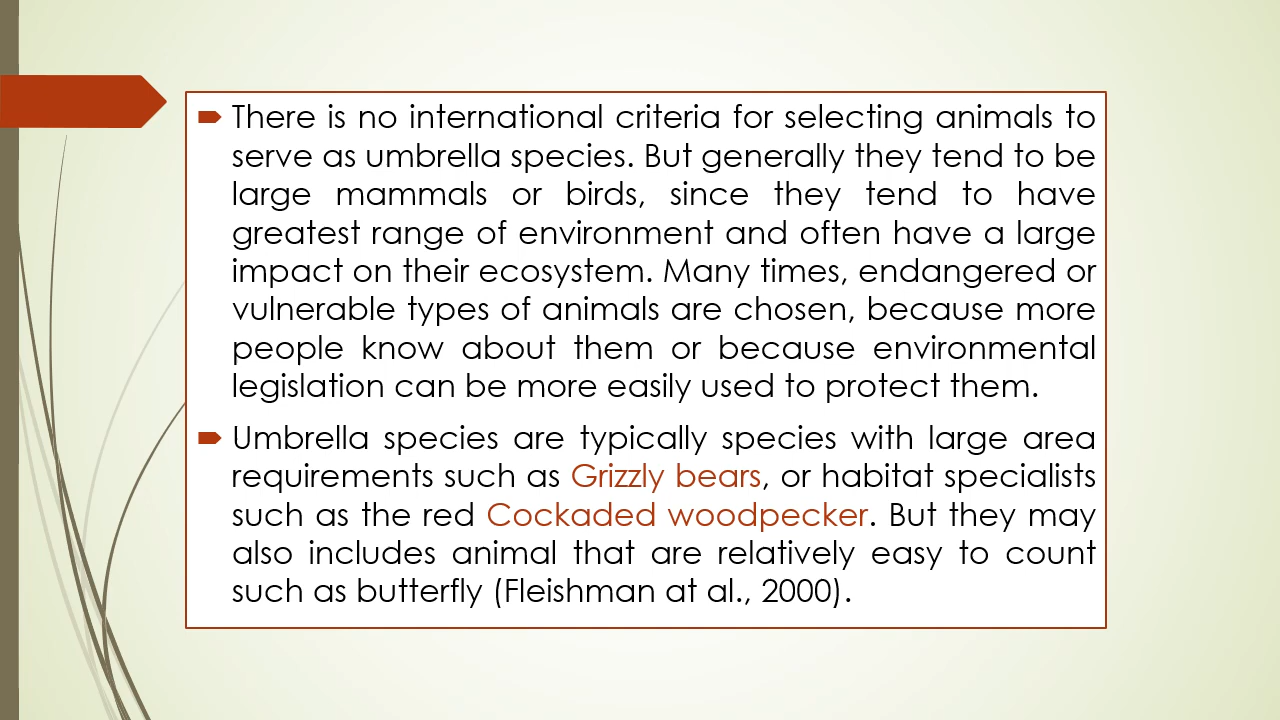 There is no international criteria for selecting animals to
serve as umbrella species. But generally they tend to be
large mammals or birds, since they tend to have
greatest range of environment and often have a large
impact on their ecosystem. Many times, endangered or
vulnerable types of animals are chosen, because more
people know about them or because environmental
legislation can be more easily used to protect them.
Umbrella species are typically species with large area
requirements such as Grizzly bears, or habitat specialists
such as the red Cockaded woodpecker. But they may
also includes animal that are relatively easy to count
such as butterfly (Fleishman at al., 2000).